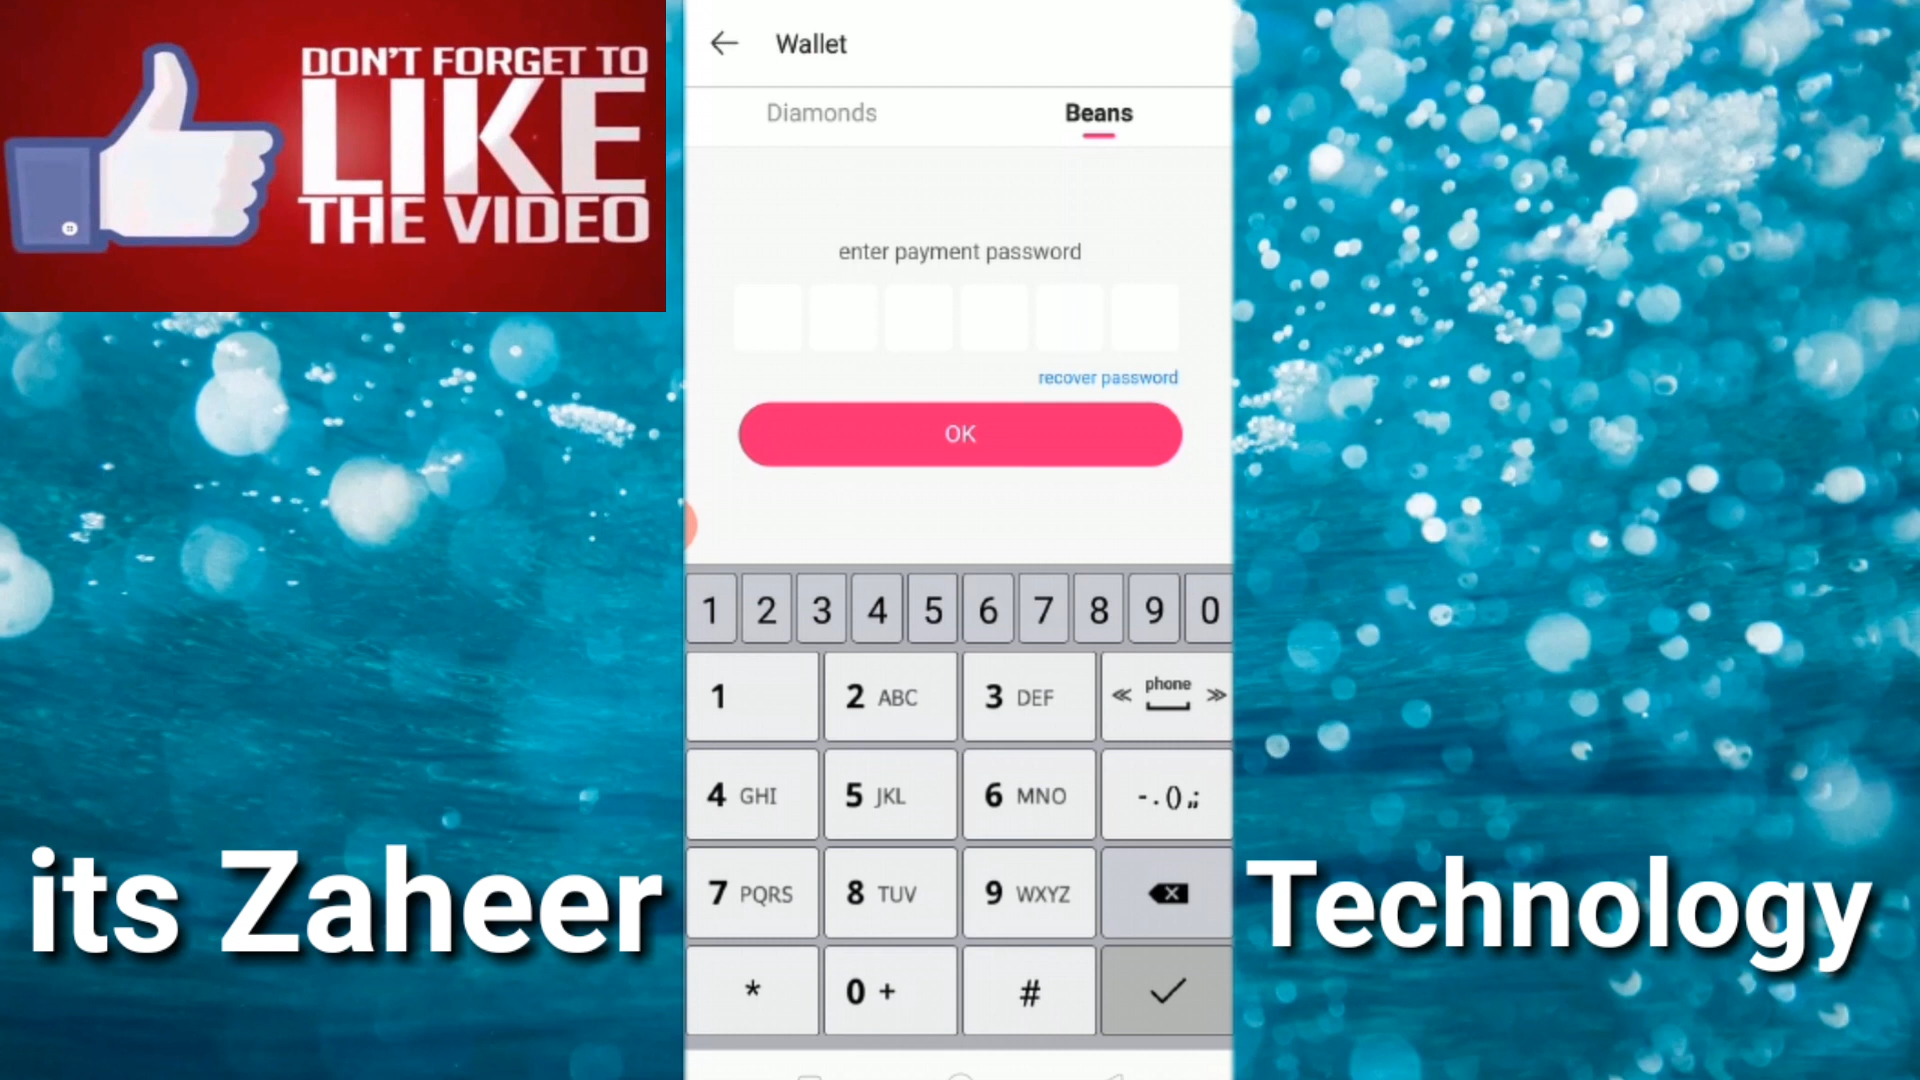 DON'T FORGET TO
LIKE
THE VIDEO
Wallet
Diamonds Beans
enter payment password
recover password
OK
1 2 3 4 5 6 7 8 9 0
1 2 ABC 3 DEF ≪ phone ≫
4 GHI 5 JKL 6 MNO - . () ,;
7 PQRS 8 TUV 9 WXYZ
* 0 + #
its Zaheer Technology